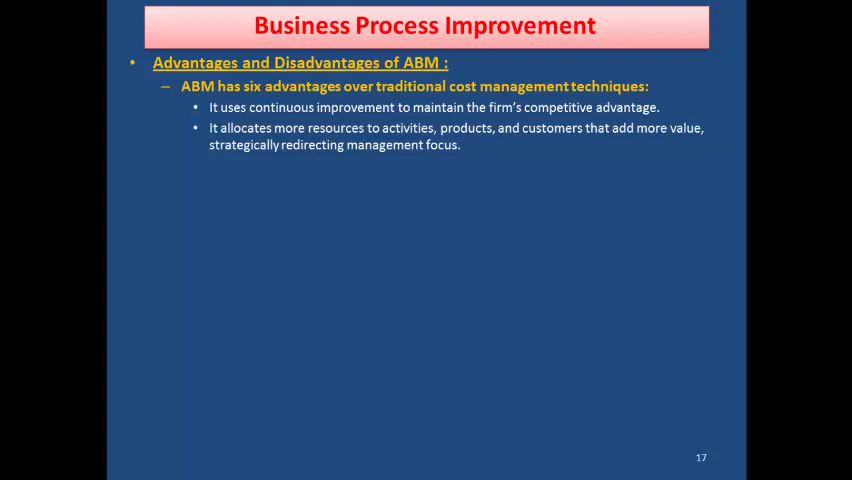 Business Process Improvement
• Advantages and Disadvantages of ABM :
– ABM has six advantages over traditional cost management techniques:
• It uses continuous improvement to maintain the firm's competitive advantage.
• It allocates more resources to activities, products, and customers that add more value,
strategically redirecting management focus.
17